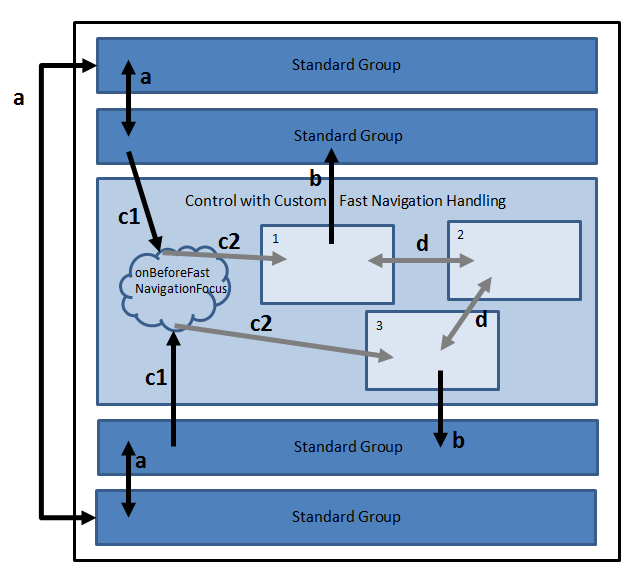 Standard Group
a
a
Standard Group
b
Control with Custom Fast Navigation Handling
c1
c2
1
d
2
onBeforeFast
NavigationFocus
c2
3
d
c1
Standard Group
b
a
Standard Group